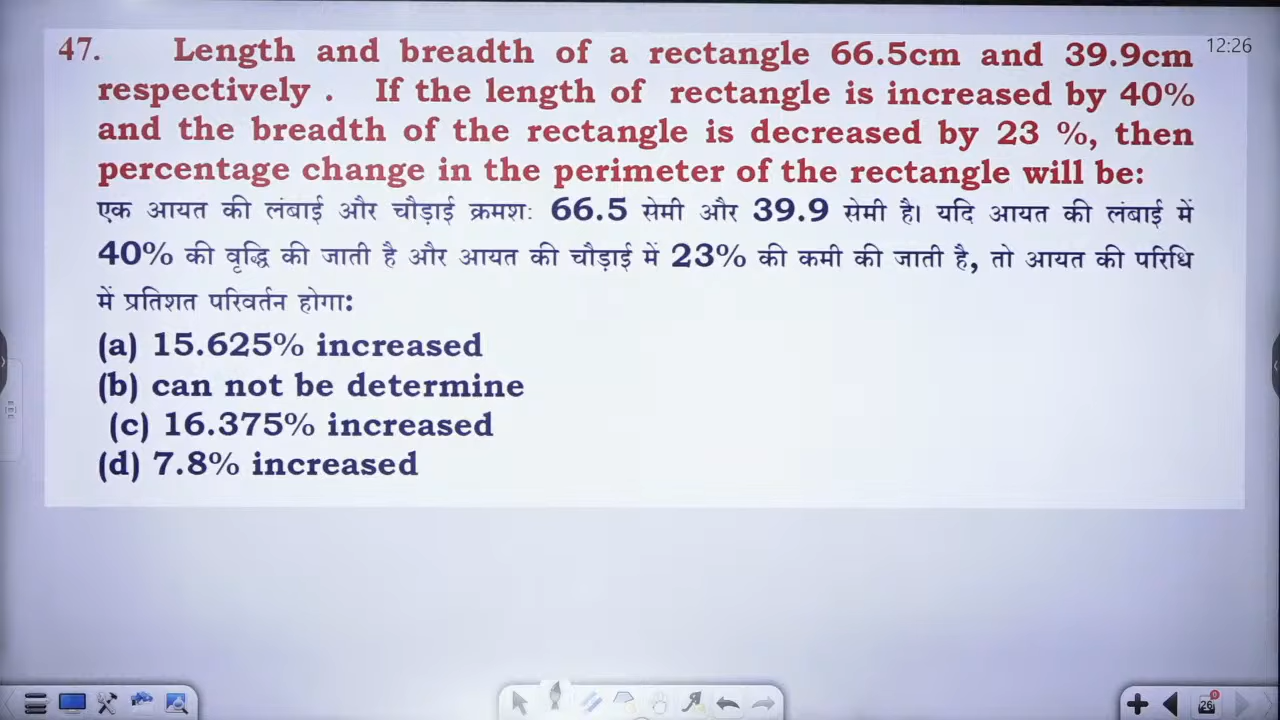 12:26
47. Length and breadth of a rectangle 66.5cm and 39.9cm
respectively . If the length of rectangle is increased by 40%
and the breadth of the rectangle is decreased by 23 %, then
percentage change in the perimeter of the rectangle will be:
एक आयत की लंबाई और चौड़ाई क्रमशः 66.5 सेमी और 39.9 सेमी है। यदि आयत की लंबाई में
40% की वृद्धि की जाती है और आयत की चौड़ाई में 23% की कमी की जाती है, तो आयत की परिधि
में प्रतिशत परिवर्तन होगा:
(a) 15.625% increased
(b) can not be determine
(c) 16.375% increased
(d) 7.8% increased
26
0